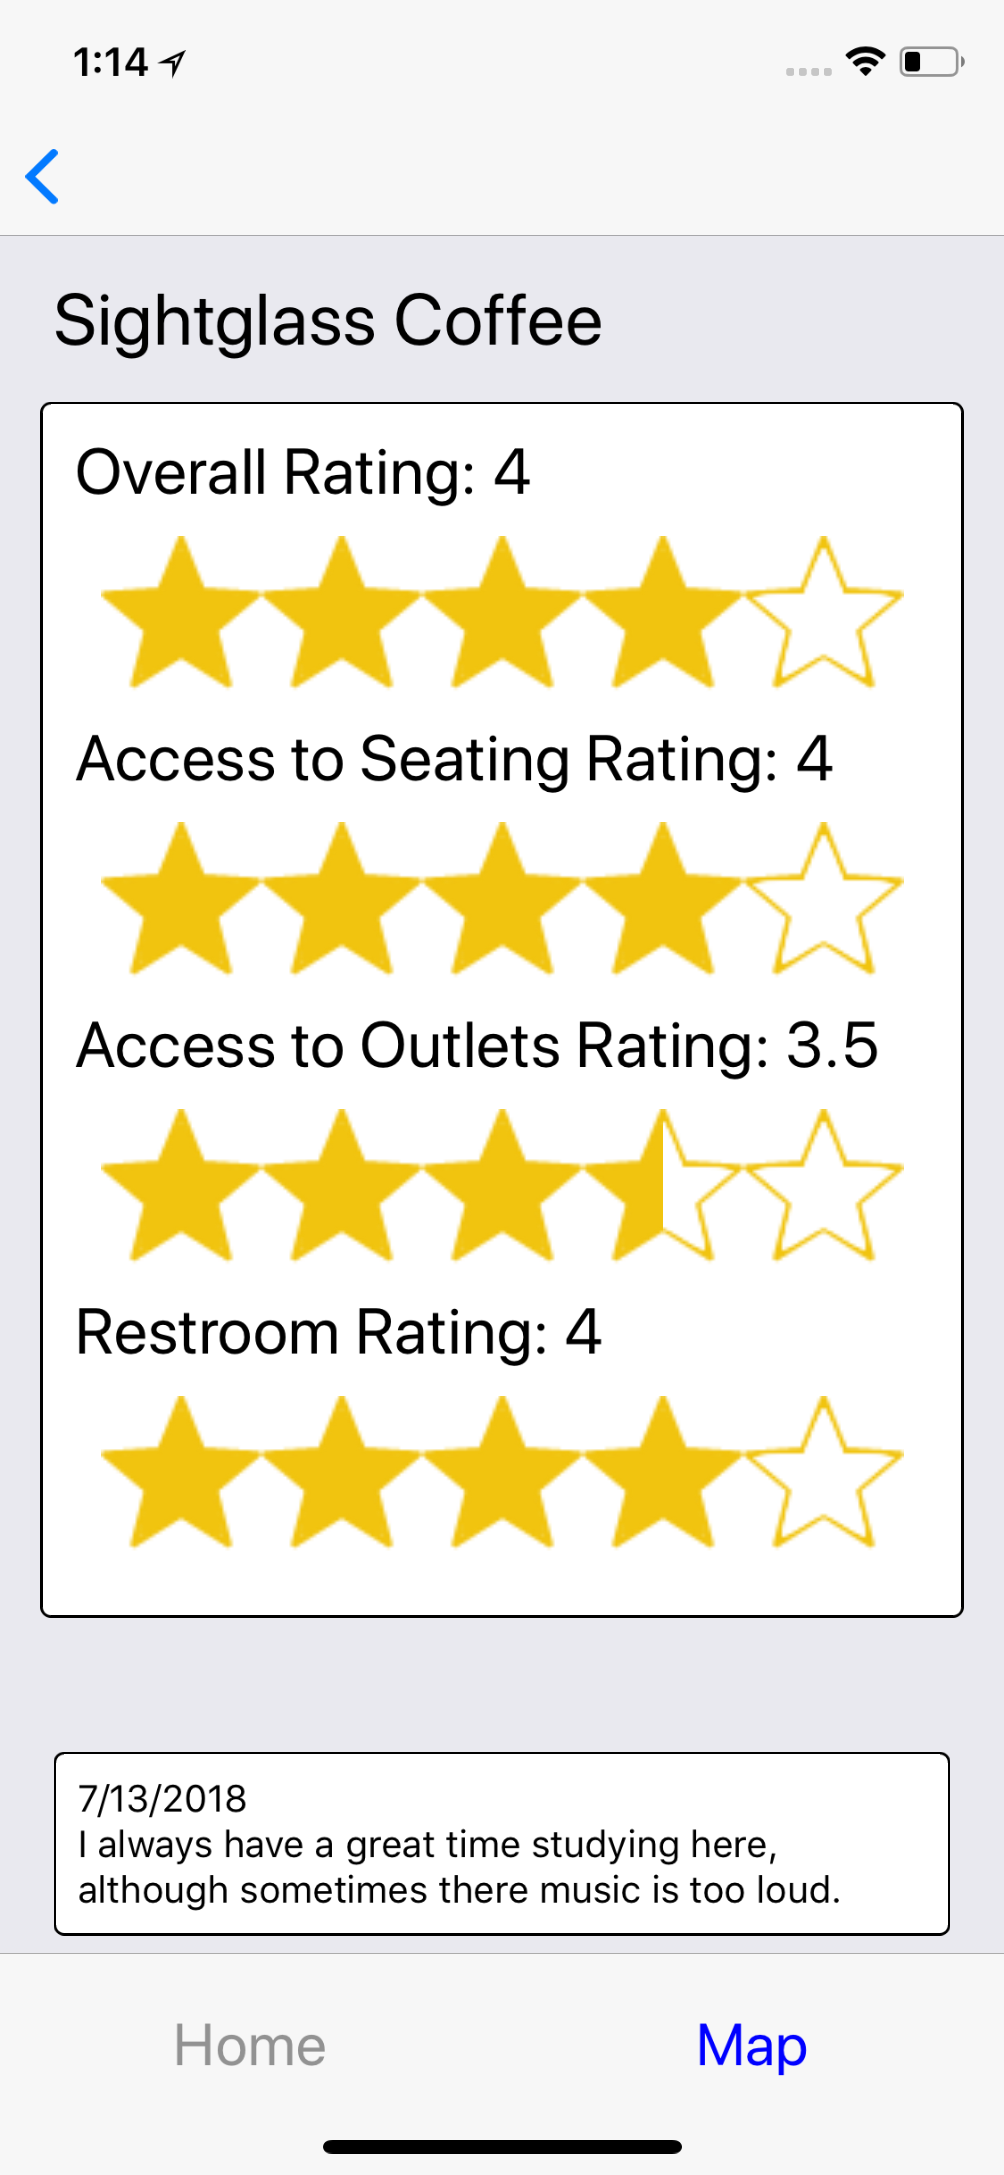 1:14
Sightglass Coffee
Overall Rating: 4
Access to Seating Rating: 4
Access to Outlets Rating: 3.5
Restroom Rating: 4
7/13/2018
I always have a great time studying here,
although sometimes there music is too loud.
Home
Map